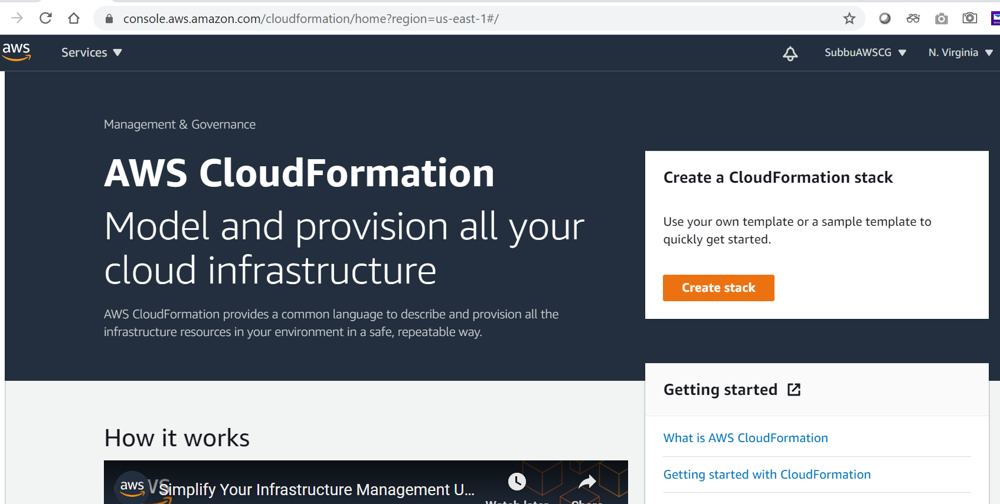 console.aws.amazon.com/cloudformation/home?region=us-east-1#/
aws
Services
SubbuAWSCG
N. Virginia
Management & Governance
AWS CloudFormation
Model and provision all your
cloud infrastructure
AWS CloudFormation provides a common language to describe and provision all the
infrastructure resources in your environment in a safe, repeatable way.
Create a CloudFormation stack
Use your own template or a sample template to
quickly get started.
Create stack
Getting started
What is AWS CloudFormation
Getting started with CloudFormation
How it works
aws
Simplify Your Infrastructure Management U...
Watch later
Share